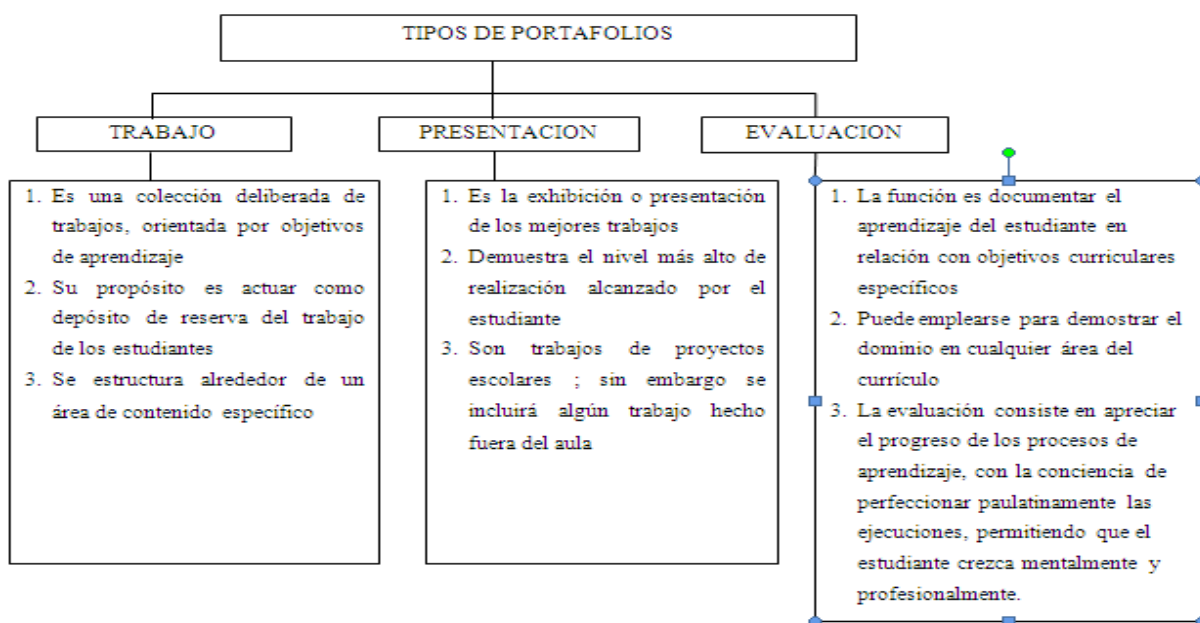 TIPOS DE PORTAFOLIOS
TRABAJO
PRESENTACION
EVALUACION
1. Es una colección deliberada de
trabajos, orientada por objetivos
de aprendizaje
2. Su propósito es actuar como
depósito de reserva del trabajo
de los estudiantes
3. Se estructura alrededor de un
área de contenido específico
1. Es la exhibición o presentación
de los mejores trabajos
2. Demuestra el nivel más alto de
realización alcanzado por el
estudiante
3. Son trabajos de proyectos
escolares ; sin embargo se
incluirá algún trabajo hecho
fuera del aula
1. La función es documentar el
aprendizaje del estudiante en
relación con objetivos curriculares
específicos
2. Puede emplearse para demostrar el
dominio en cualquier área del
currículo
3. La evaluación consiste en apreciar
el progreso de los procesos de
aprendizaje, con la conciencia de
perfeccionar paulatinamente las
ejecuciones, permitiendo que el
estudiante crezca mentalmente y
profesionalmente.